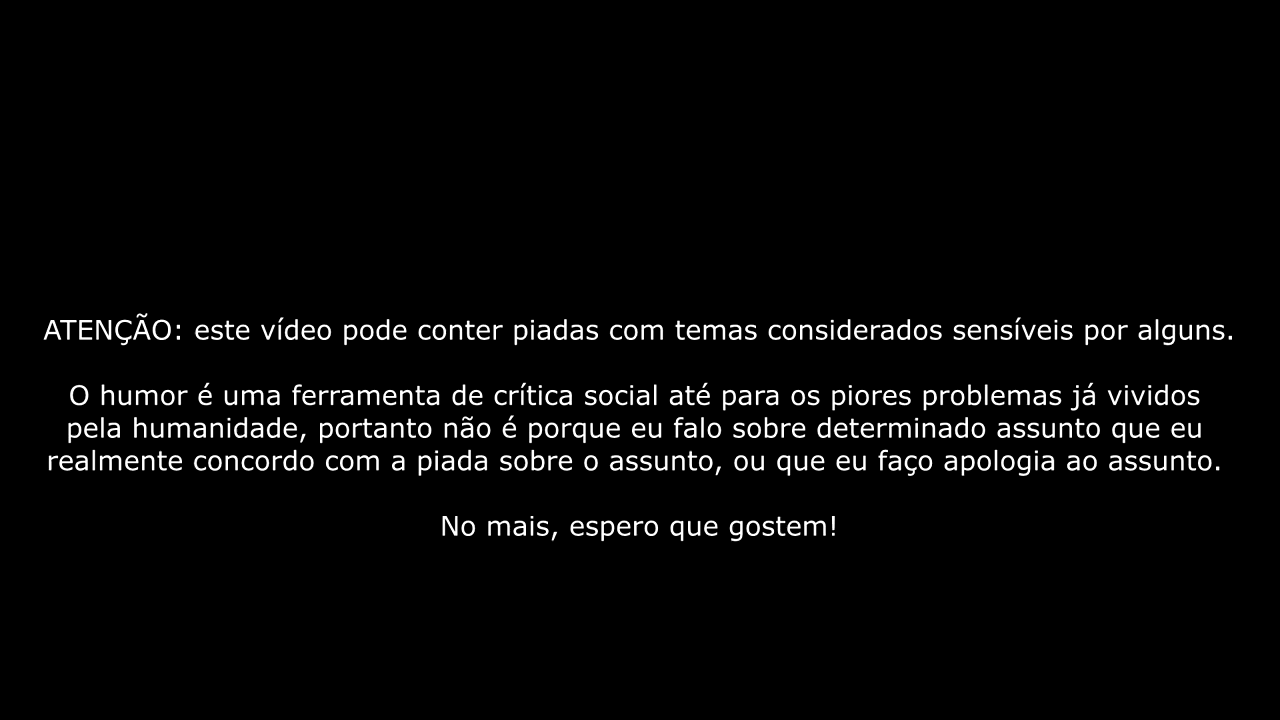 ATENÇÃO: este vídeo pode conter piadas com temas considerados sensíveis por alguns.
O humor é uma ferramenta de crítica social até para os piores problemas já vividos
pela humanidade, portanto não é porque eu falo sobre determinado assunto que eu
realmente concordo com a piada sobre o assunto, ou que eu faço apologia ao assunto.
No mais, espero que gostem!